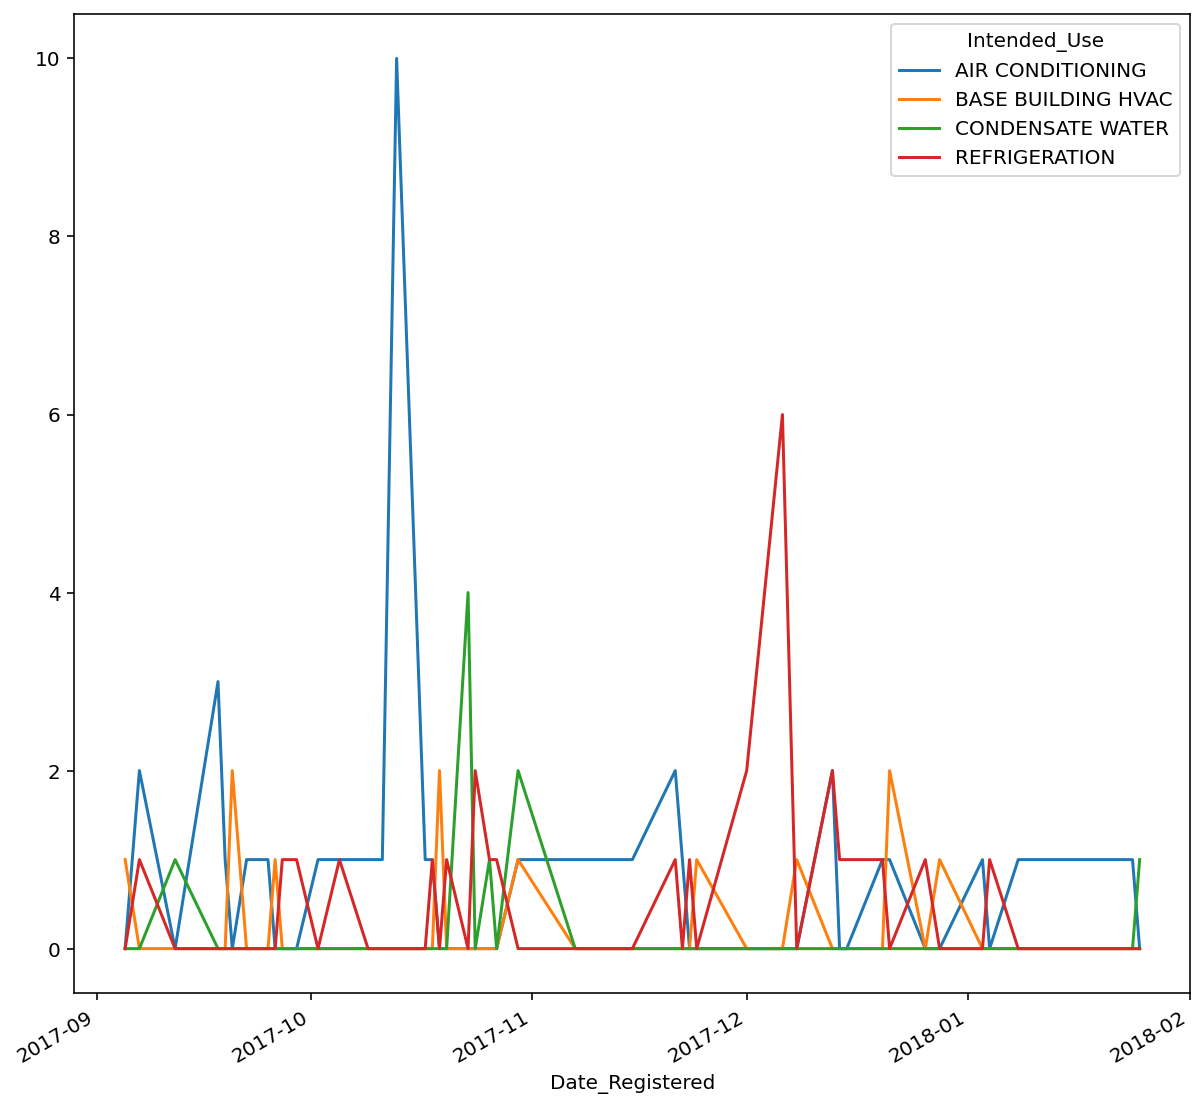 Intended_Use
AIR CONDITIONING
BASE BUILDING HVAC
CONDENSATE WATER
REFRIGERATION
10
8
6
4
2
0
2017-09
2017-10
2017-11
2017-12
2018-01
2018-02
Date_Registered